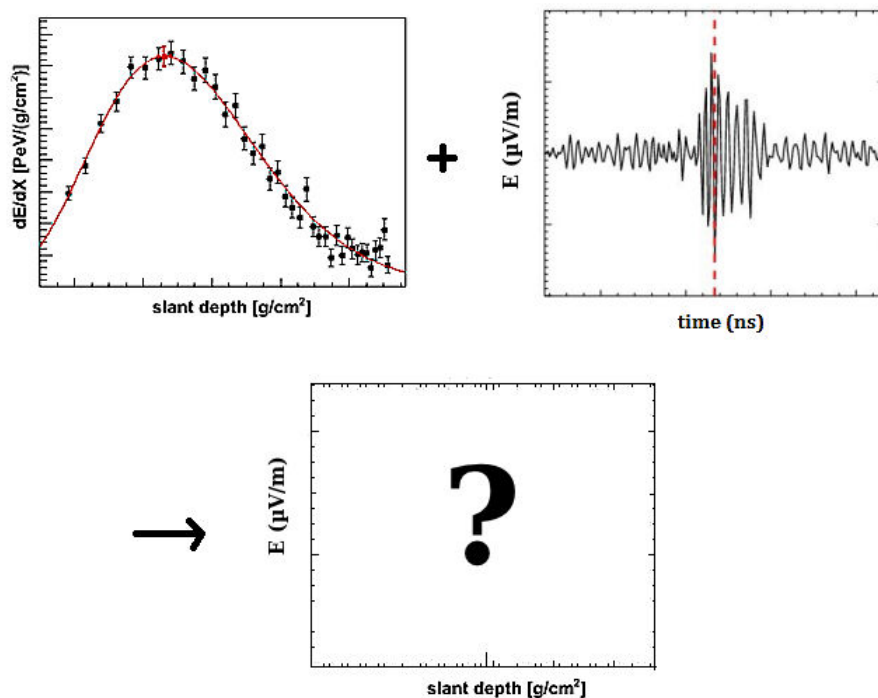 dE/dX [PeV/(g/cm²)]
slant depth [g/cm²]
+
E (µV/m)
time (ns)
E (µV/m)
?
slant depth [g/cm²]